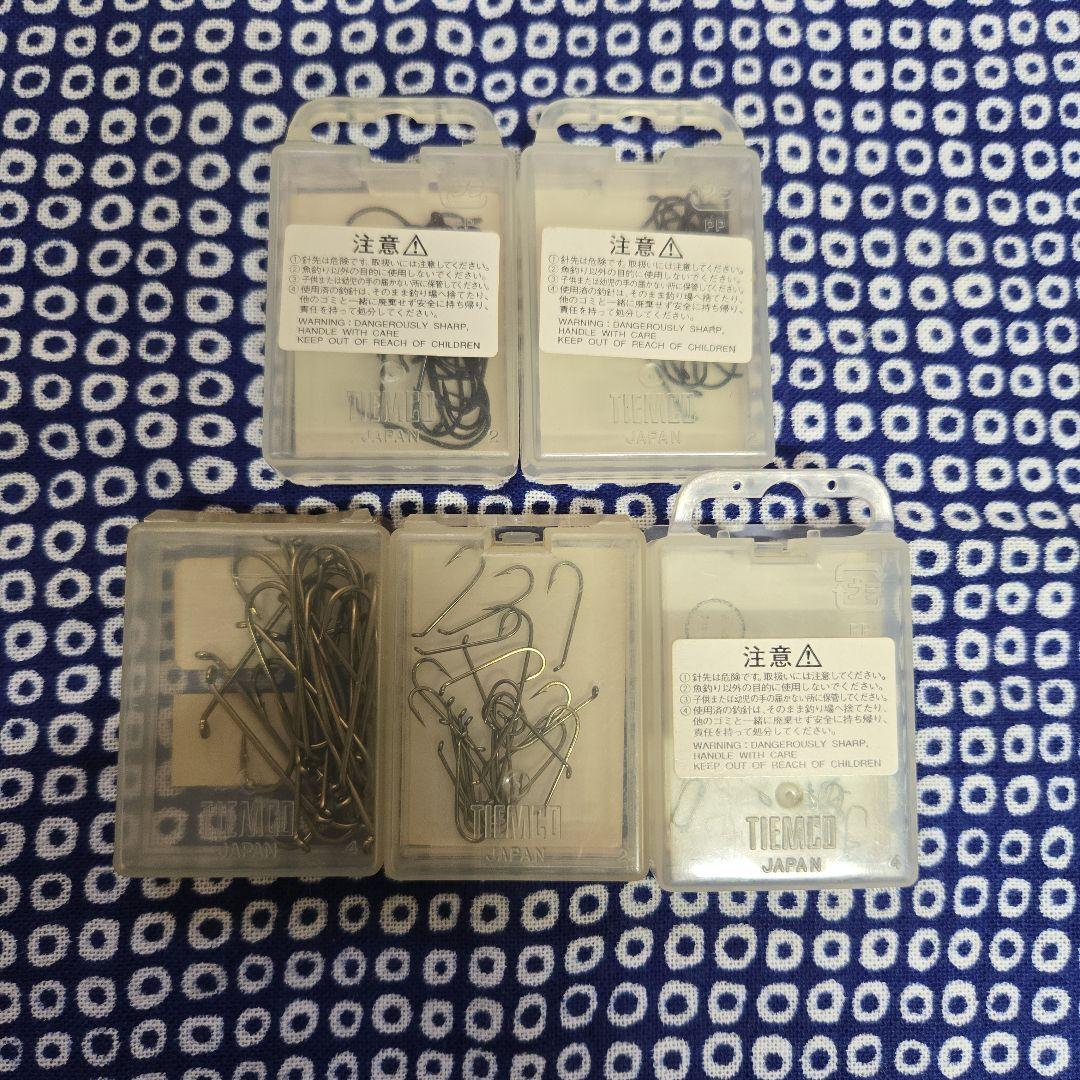 注意⚠
①針先は危険です。取扱いには注意してください。
②魚釣り以外の目的に使用しないでください。
③子供または幼児の手の届かない所に保管してください。
④使用済の釣針は、そのまま釣り場へ捨てたり、
他のゴミと一緒に廃棄せず安全に持ち帰り、
責任を持って処分してください。
WARNING : DANGEROUSLY SHARP,
HANDLE WITH CARE
KEEP OUT OF REACH OF CHILDREN
TIEMCO
JAPAN
2
PP
注意⚠
①針先は危険です。取扱いには注意してください。
②魚釣り以外の目的に使用しないでください。
③子供または幼児の手の届かない所に保管してください。
④使用済の釣針は、そのまま釣り場へ捨てたり、
他のゴミと一緒に廃棄せず安全に持ち帰り、
責任を持って処分してください。
WARNING : DANGEROUSLY SHARP,
HANDLE WITH CARE
KEEP OUT OF REACH OF CHILDREN
TIEMCO
JAPAN
2
TIEMCO
JAPAN
4
TIEMCO
JAPAN
2
注意⚠
①針先は危険です。取扱いには注意してください。
②魚釣り以外の目的に使用しないでください。
③子供または幼児の手の届かない所に保管してください。
④使用済の釣針は、そのまま釣り場へ捨てたり、
他のゴミと一緒に廃棄せず安全に持ち帰り、
責任を持って処分してください。
WARNING : DANGEROUSLY SHARP,
HANDLE WITH CARE
KEEP OUT OF REACH OF CHILDREN
TIEMCO
JAPAN
4